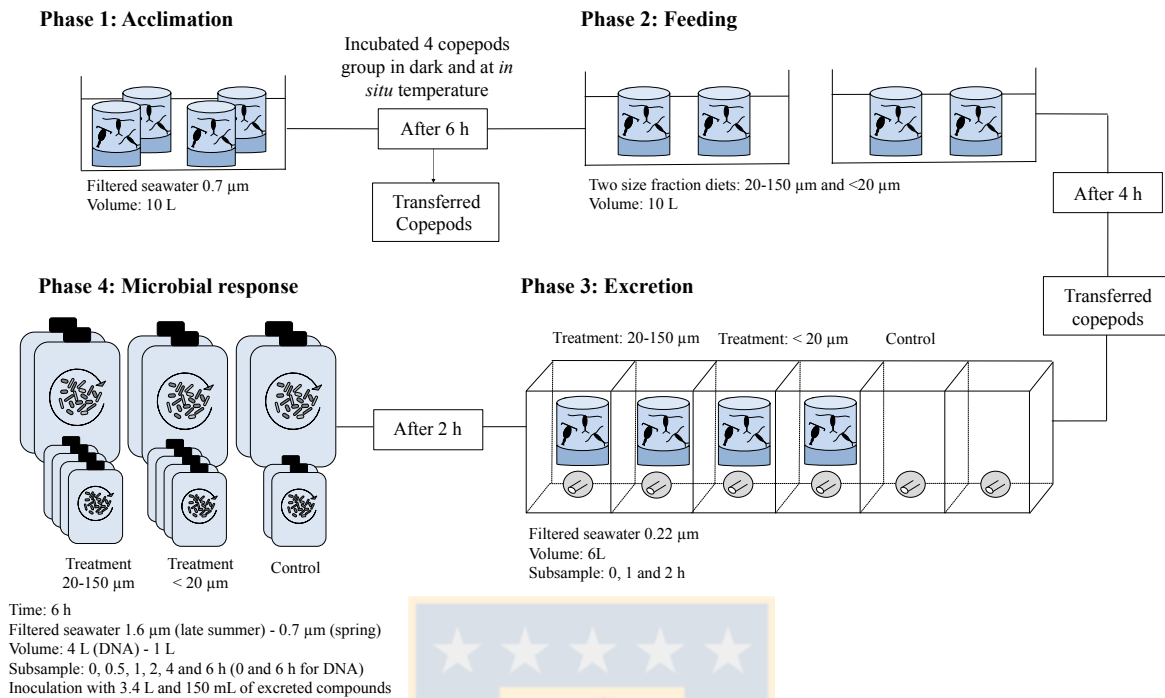 Phase 1: Acclimation
Incubated 4 copepods
group in dark and at in
situ temperature
After 6 h
Transferred
Copepods
Filtered seawater 0.7 µm
Volume: 10 L
Phase 2: Feeding
Two size fraction diets: 20-150 µm and <20 µm
Volume: 10 L
After 4 h
Transferred
copepods
Phase 3: Excretion
Treatment: 20-150 µm
Treatment: < 20 µm
Control
Filtered seawater 0.22 µm
Volume: 6L
Subsample: 0, 1 and 2 h
After 2 h
Phase 4: Microbial response
Treatment
20-150 µm
Treatment
< 20 µm
Control
Time: 6 h
Filtered seawater 1.6 µm (late summer) - 0.7 µm (spring)
Volume: 4 L (DNA) - 1 L
Subsample: 0, 0.5, 1, 2, 4 and 6 h (0 and 6 h for DNA)
Inoculation with 3.4 L and 150 mL of excreted compounds